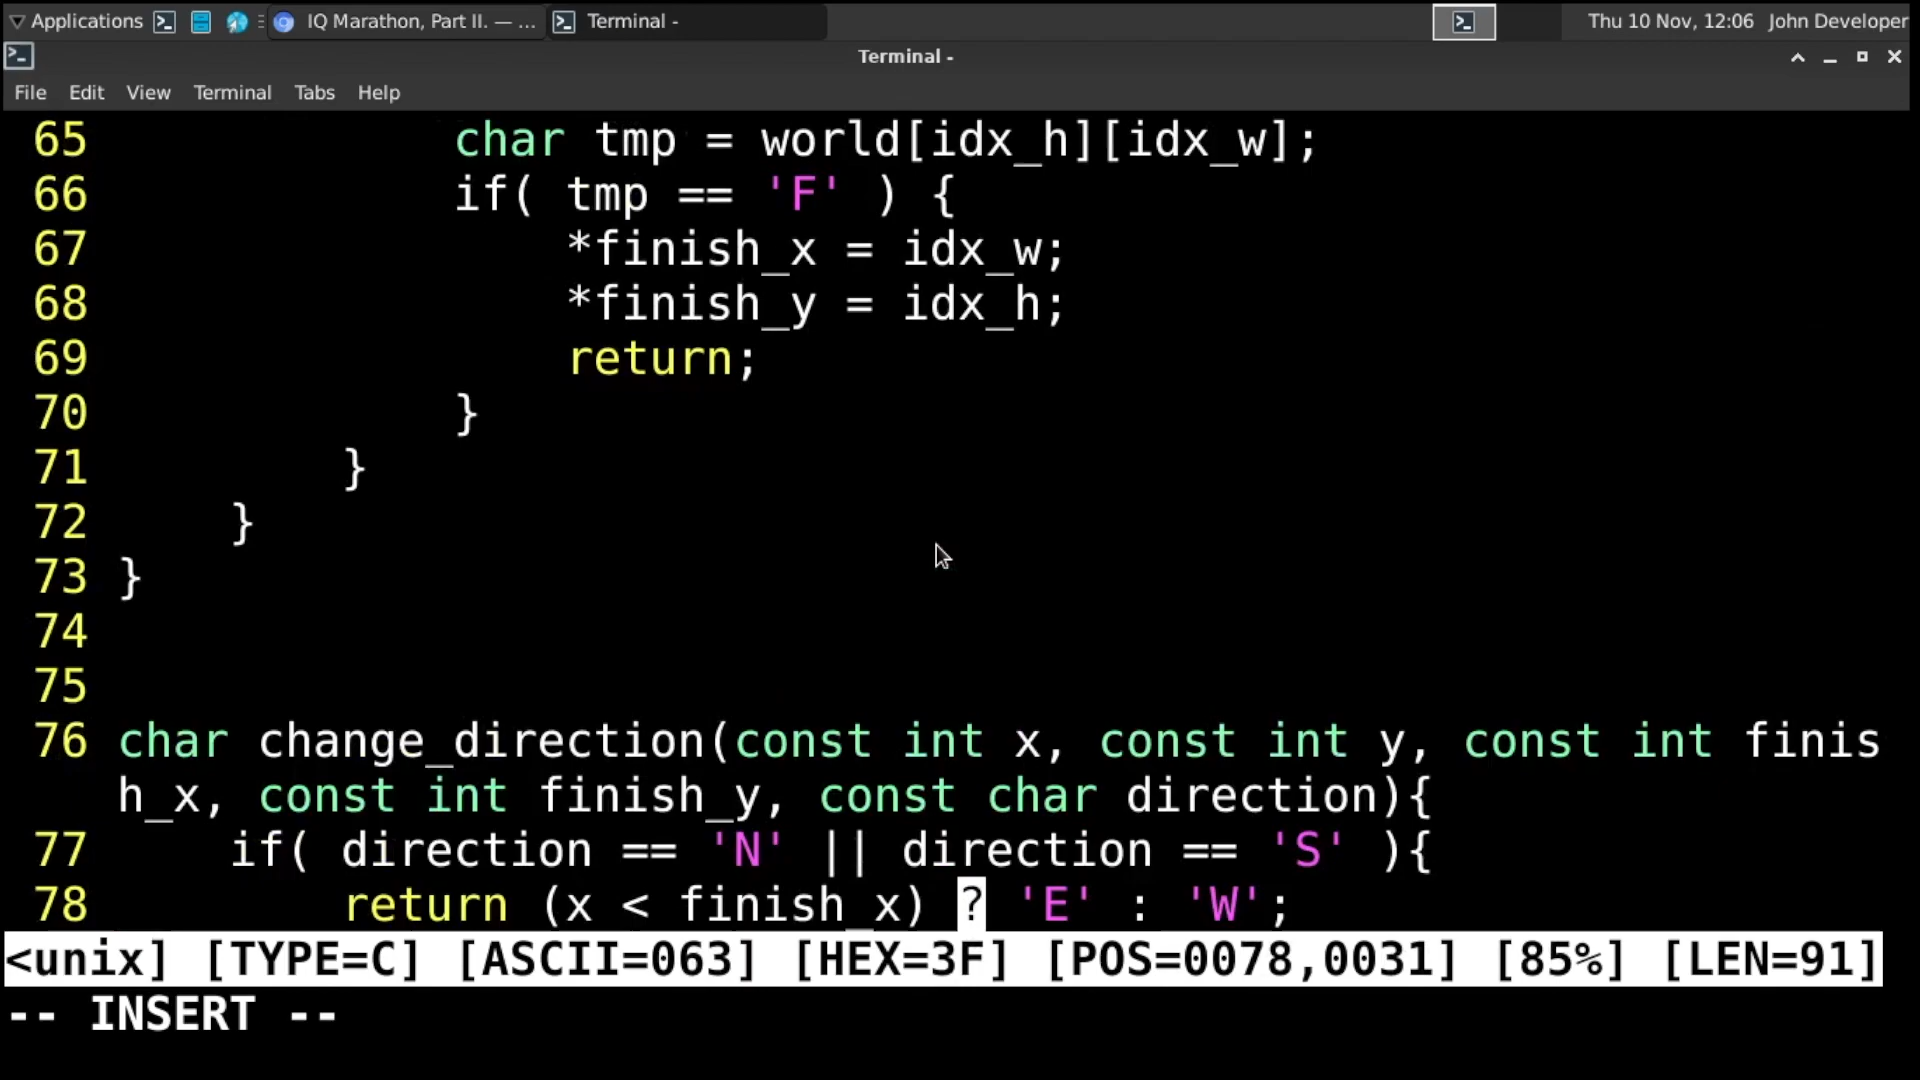 Applications IQ Marathon, Part II. — ... Terminal - Thu 10 Nov, 12:06 John Developer
Terminal -
File Edit View Terminal Tabs Help
65 char tmp = world[idx_h][idx_w];
66 if( tmp == 'F' ) {
67 *finish_x = idx_w;
68 *finish_y = idx_h;
69 return;
70 }
71 }
72 }
73 }
74
75
76 char change_direction(const int x, const int y, const int finis
h_x, const int finish_y, const char direction){
77 if( direction == 'N' || direction == 'S' ){
78 return (x < finish_x) ? 'E' : 'W';
<unix] [TYPE=C] [ASCII=063] [HEX=3F] [POS=0078,0031] [85%] [LEN=91]
-- INSERT --